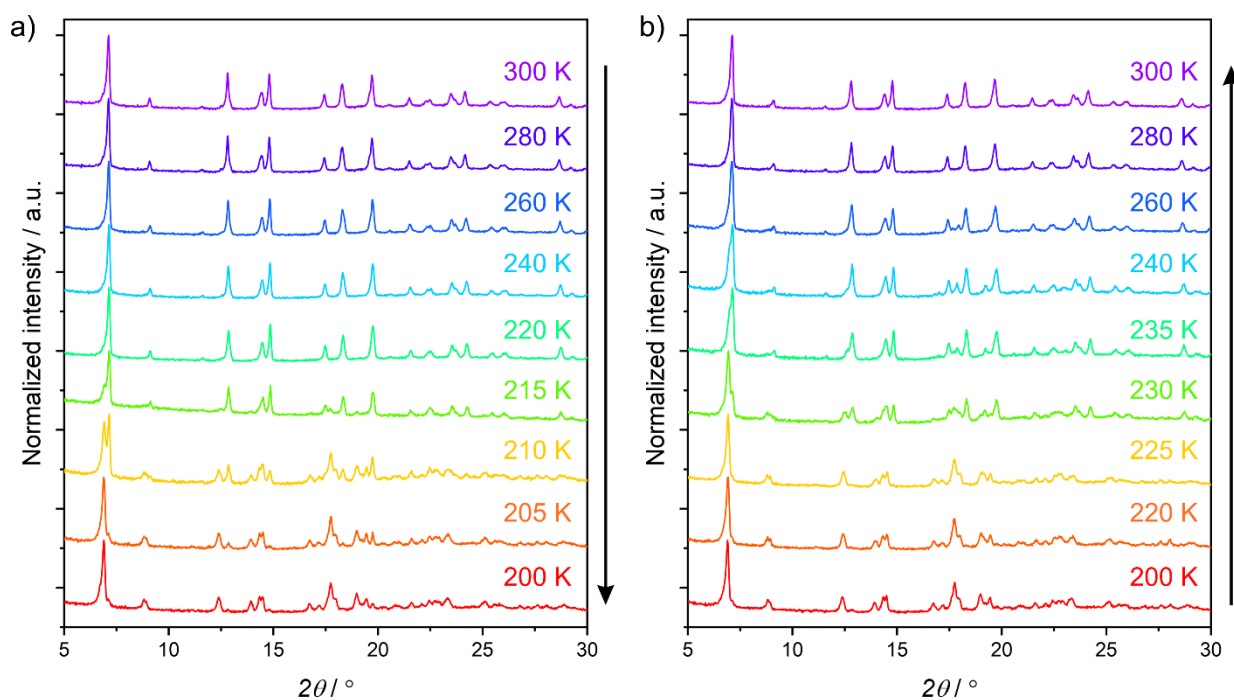 a)
300 K
280 K
260 K
240 K
220 K
215 K
210 K
205 K
200 K
Normalized intensity / a.u.
5 10 15 20 25 30
2θ / °
b)
300 K
280 K
260 K
240 K
235 K
230 K
225 K
220 K
200 K
Normalized intensity / a.u.
5 10 15 20 25 30
2θ / °